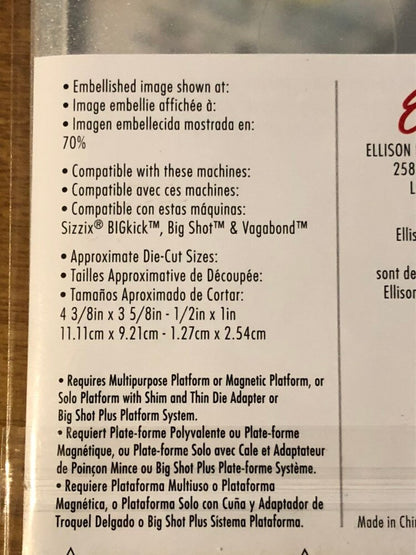 • Embellished image shown at:
• Image embellie affichée à:
• Imagen embellecida mostrada en:
70%
• Compatible with these machines:
• Compatible avec ces machines:
• Compatible con estas máquinas:
Sizzix® BIGkick™, Big Shot™ & Vagabond™
• Approximate Die-Cut Sizes:
• Tailles Approximative de Découpée:
• Tamaños Aproximado de Cortar:
4 3/8in x 3 5/8in - 1/2in x 1in
11.11cm x 9.21cm - 1.27cm x 2.54cm
• Requires Multipurpose Platform or Magnetic Platform, or
Solo Platform with Shim and Thin Die Adapter or
Big Shot Plus Platform System.
• Requiert Plate-forme Polyvalente ou Plate-forme
Magnétique, ou Plate-forme Solo avec Cale et Adaptateur
de Poinçon Mince ou Big Shot Plus Plate-forme Système.
• Requiere Plataforma Multiuso o Plataforma
Magnética, o Plataforma Solo con Cuña y Adaptador de
Troquel Delgado o Big Shot Plus Sistema Plataforma.
ELLISON
258
L
Ellis
sont de
Ellison
Made in Chi